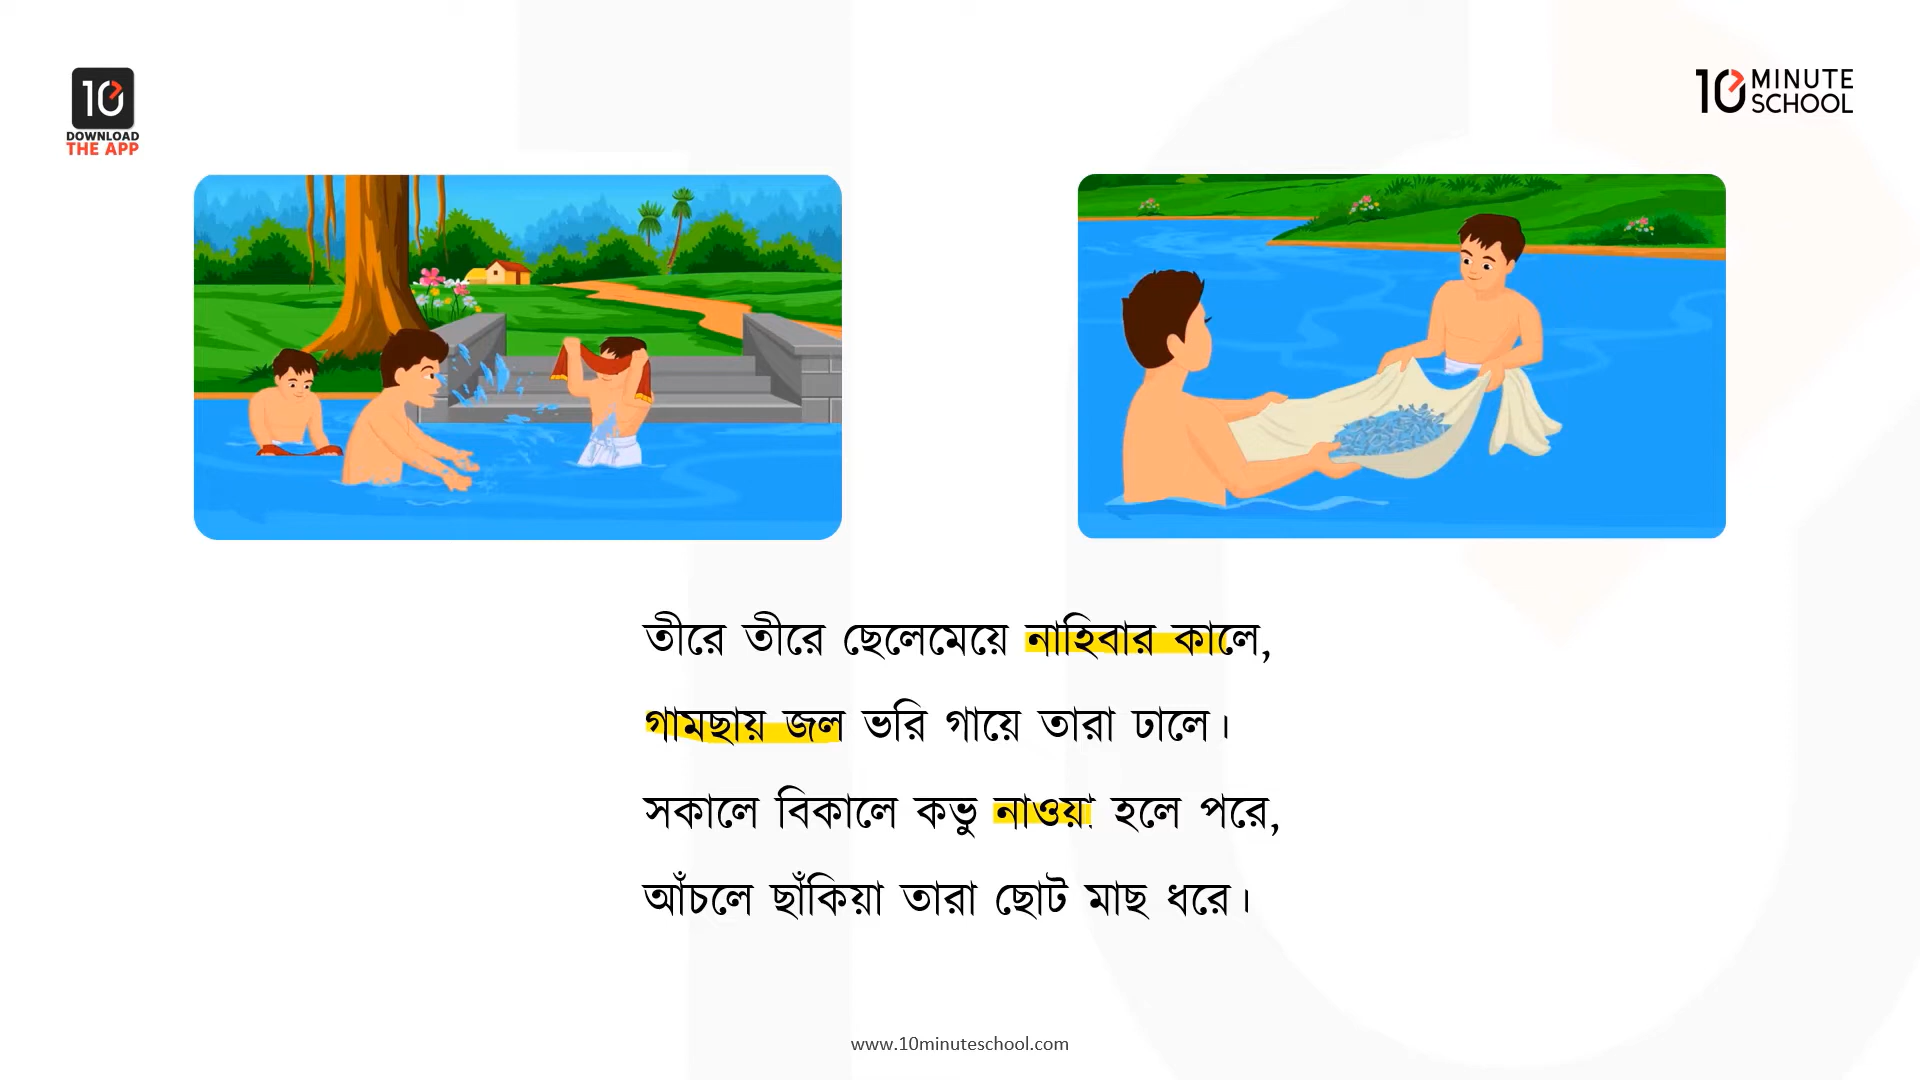 10
DOWNLOAD
THE APP
10 MINUTE
SCHOOL
তীরে তীরে ছেলেমেয়ে নাহিবার কালে,
গামছায় জল ভরি গায়ে তারা ঢালে।
সকালে বিকালে কভু নাওয়া হলে পরে,
আঁচলে ছাঁকিয়া তারা ছোট মাছ ধরে।
www.10minuteschool.com